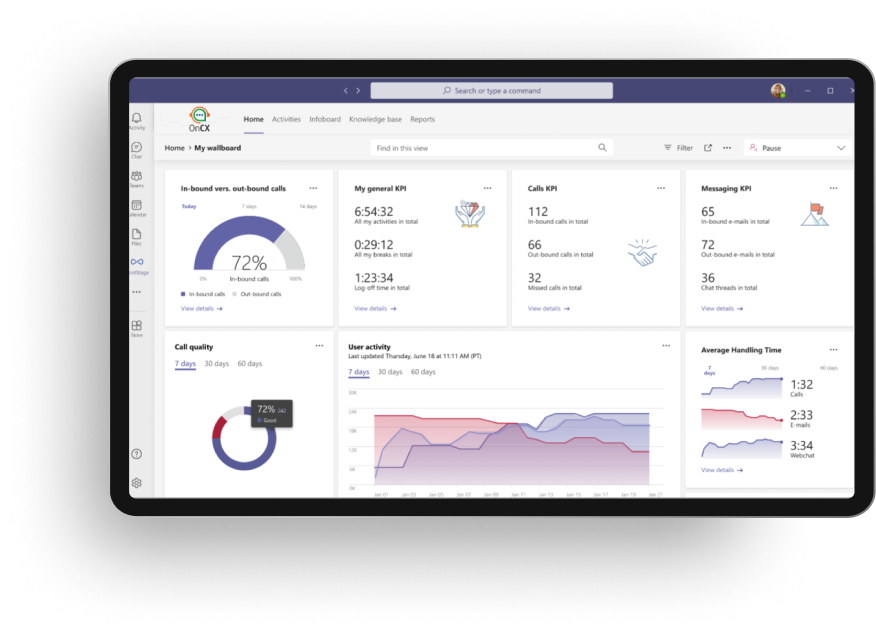 Search or type a command
Activity
Chat
Teams
Calendar
Files
Store
OnCX
Home Activities Infoboard Knowledge base Reports
Home > My wallboard
Find in this view
Filter
Pause
In-bound vers. out-bound calls
Today 7 days 14 days
72%
0% In-bound calls 100%
In-bound calls Out-bound calls
View details →
My general KPI
6:54:32
All my activities in total
0:29:12
All my breaks in total
1:23:34
Log-off time in total
View details →
Calls KPI
112
In-bound calls in total
66
Out-bound calls in total
32
Missed calls in total
View details →
Messaging KPI
65
In-bound e-mails in total
72
Out-bound e-mails in total
36
Chat threads in total
View details →
Call quality
7 days 30 days 60 days
72% 242
Good
User activity
Last updated Thursday, June 18 at 11:11 AM (PT)
7 days 30 days 60 days
30K
24K
18K
12K
6K
0K
Jan 01 Jan 03 Jan 05 Jan 07 Jan 09 Jan 11 Jan 13 Jan 15 Jan 17 Jan 19 Jan 21
Average Handling Time
7 days 30 days 60 days
1:32
Calls
2:33
E-mails
3:34
Webchat
View details →